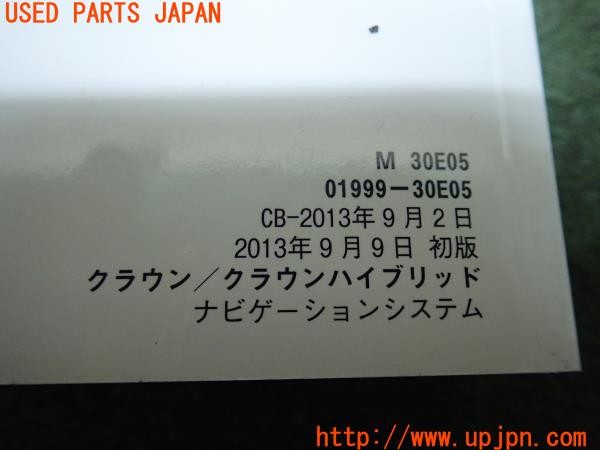 USED PARTS JAPAN
M 30E05
01999-30E05
CB-2013年9月2日
2013年9月9日 初版
クラウン/クラウンハイブリッド
ナビゲーションシステム
http://www.upjpn.com/